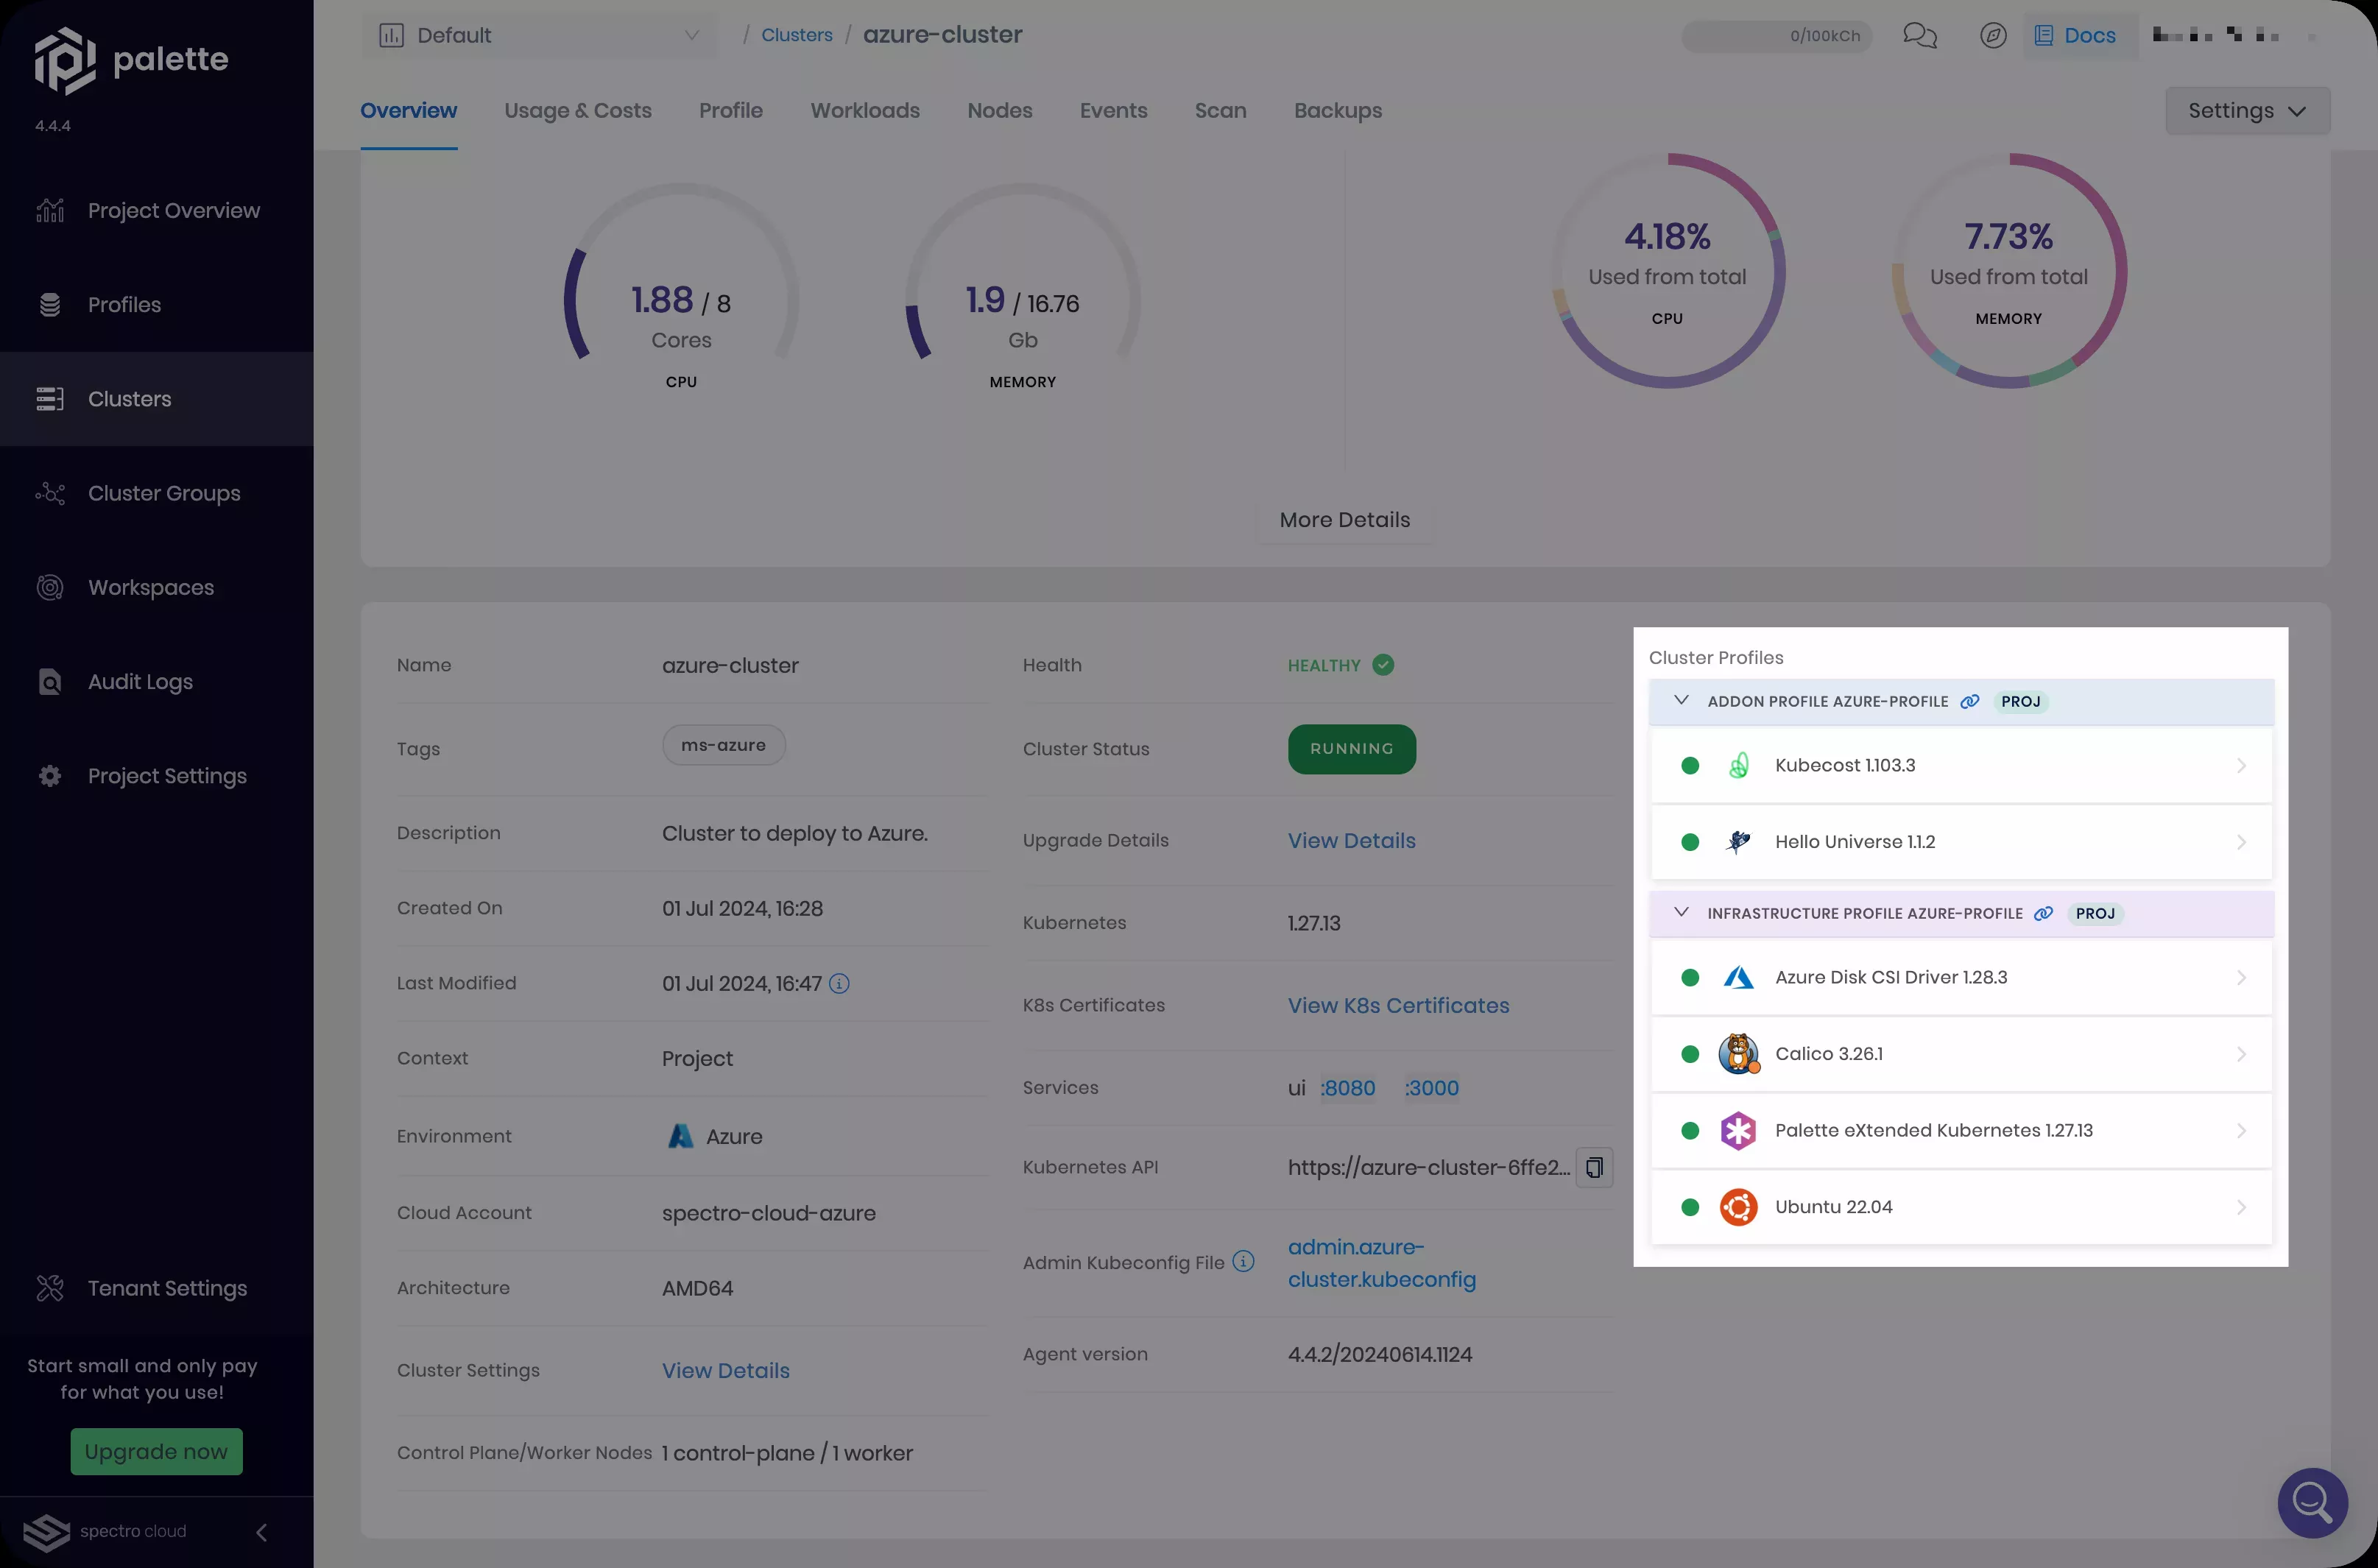 palette
4.4.4
Project Overview
Profiles
Clusters
Cluster Groups
Workspaces
Audit Logs
Project Settings
Tenant Settings
Start small and only pay
for what you use!
Upgrade now
spectro cloud
Default
/ Clusters / azure-cluster
0/100kCh
Docs
Overview
Usage & Costs
Profile
Workloads
Nodes
Events
Scan
Backups
Settings
1.88 / 8
Cores
CPU
1.9 / 16.76
Gb
MEMORY
4.18%
Used from total
CPU
7.73%
Used from total
MEMORY
More Details
Name azure-cluster
Tags ms-azure
Description Cluster to deploy to Azure.
Created On 01 Jul 2024, 16:28
Last Modified 01 Jul 2024, 16:47
Context Project
Environment Azure
Cloud Account spectro-cloud-azure
Architecture AMD64
Cluster Settings View Details
Control Plane/Worker Nodes 1 control-plane / 1 worker
Health HEALTHY
Cluster Status RUNNING
Upgrade Details View Details
Kubernetes 1.27.13
K8s Certificates View K8s Certificates
Services ui :8080 :3000
Kubernetes API https://azure-cluster-6ffe2...
Admin Kubeconfig File admin.azure-
cluster.kubeconfig
Agent version 4.4.2/20240614.1124
Cluster Profiles
ADDON PROFILE AZURE-PROFILE PROJ
Kubecost 1.103.3
Hello Universe 1.1.2
INFRASTRUCTURE PROFILE AZURE-PROFILE PROJ
Azure Disk CSI Driver 1.28.3
Calico 3.26.1
Palette eXtended Kubernetes 1.27.13
Ubuntu 22.04